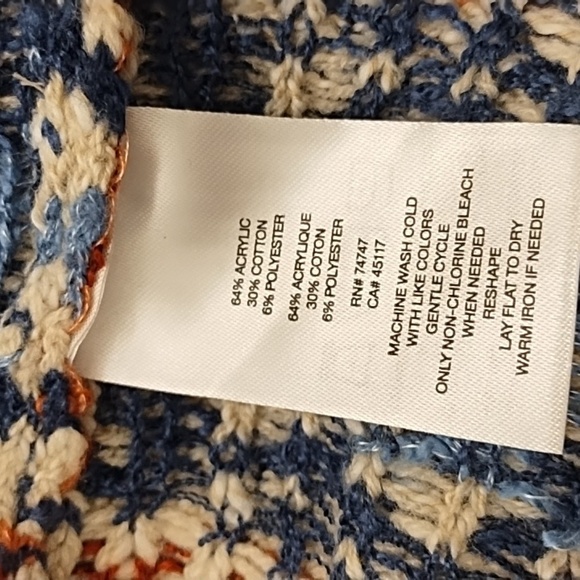 64% ACRYLIC
30% COTTON
6% POLYESTER
64% ACRYLIQUE
30% COTON
6% POLYESTER
RN# 74747
CA# 45117
MACHINE WASH COLD
WITH LIKE COLORS
GENTLE CYCLE
ONLY NON-CHLORINE BLEACH
WHEN NEEDED
RESHAPE
LAY FLAT TO DRY
WARM IRON IF NEEDED